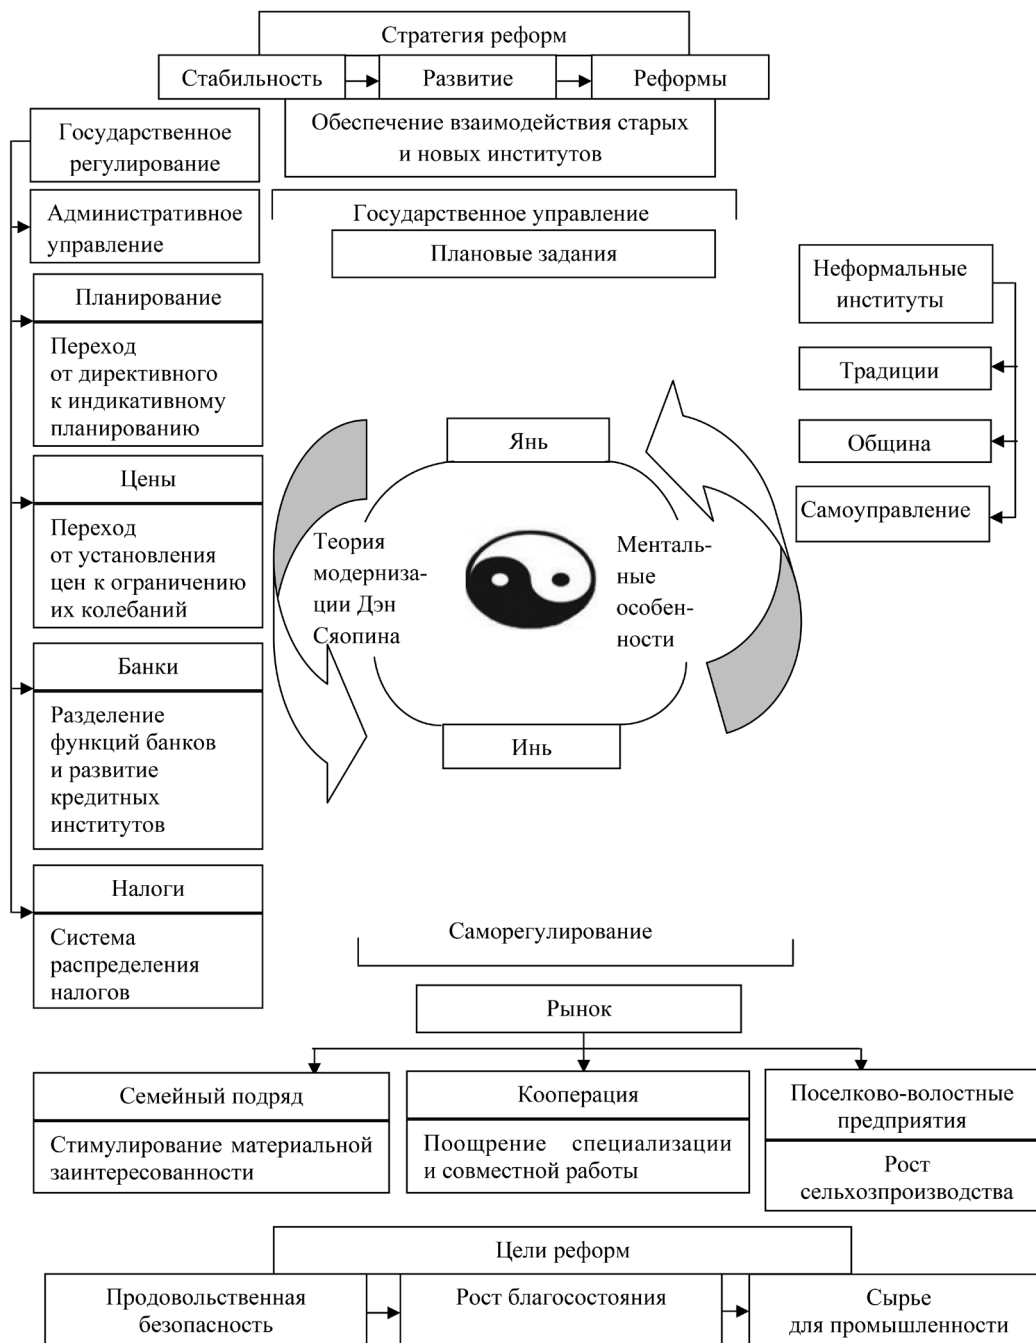 Стратегия реформ
Стабильность
Развитие
Реформы
Обеспечение взаимодействия старых
и новых институтов
Государственное
регулирование
Административное
управление
Планирование
Переход
от директивного
к индикативному
планированию
Цены
Переход
от установления
цен к ограничению
их колебаний
Банки
Разделение
функций банков
и развитие
кредитных
институтов
Налоги
Система
распределения
налогов
Государственное управление
Плановые задания
Янь
Теория
модерниза-
ции Дэн
Сяопина
Менталь-
ные
особен-
ности
Инь
Неформальные
институты
Традиции
Община
Самоуправление
Саморегулирование
Рынок
Семейный подряд
Стимулирование материальной
заинтересованности
Кооперация
Поощрение специализации
и совместной работы
Поселково-волостные
предприятия
Рост
сельхозпроизводства
Цели реформ
Продовольственная
безопасность
Рост благосостояния
Сырье
для промышленности